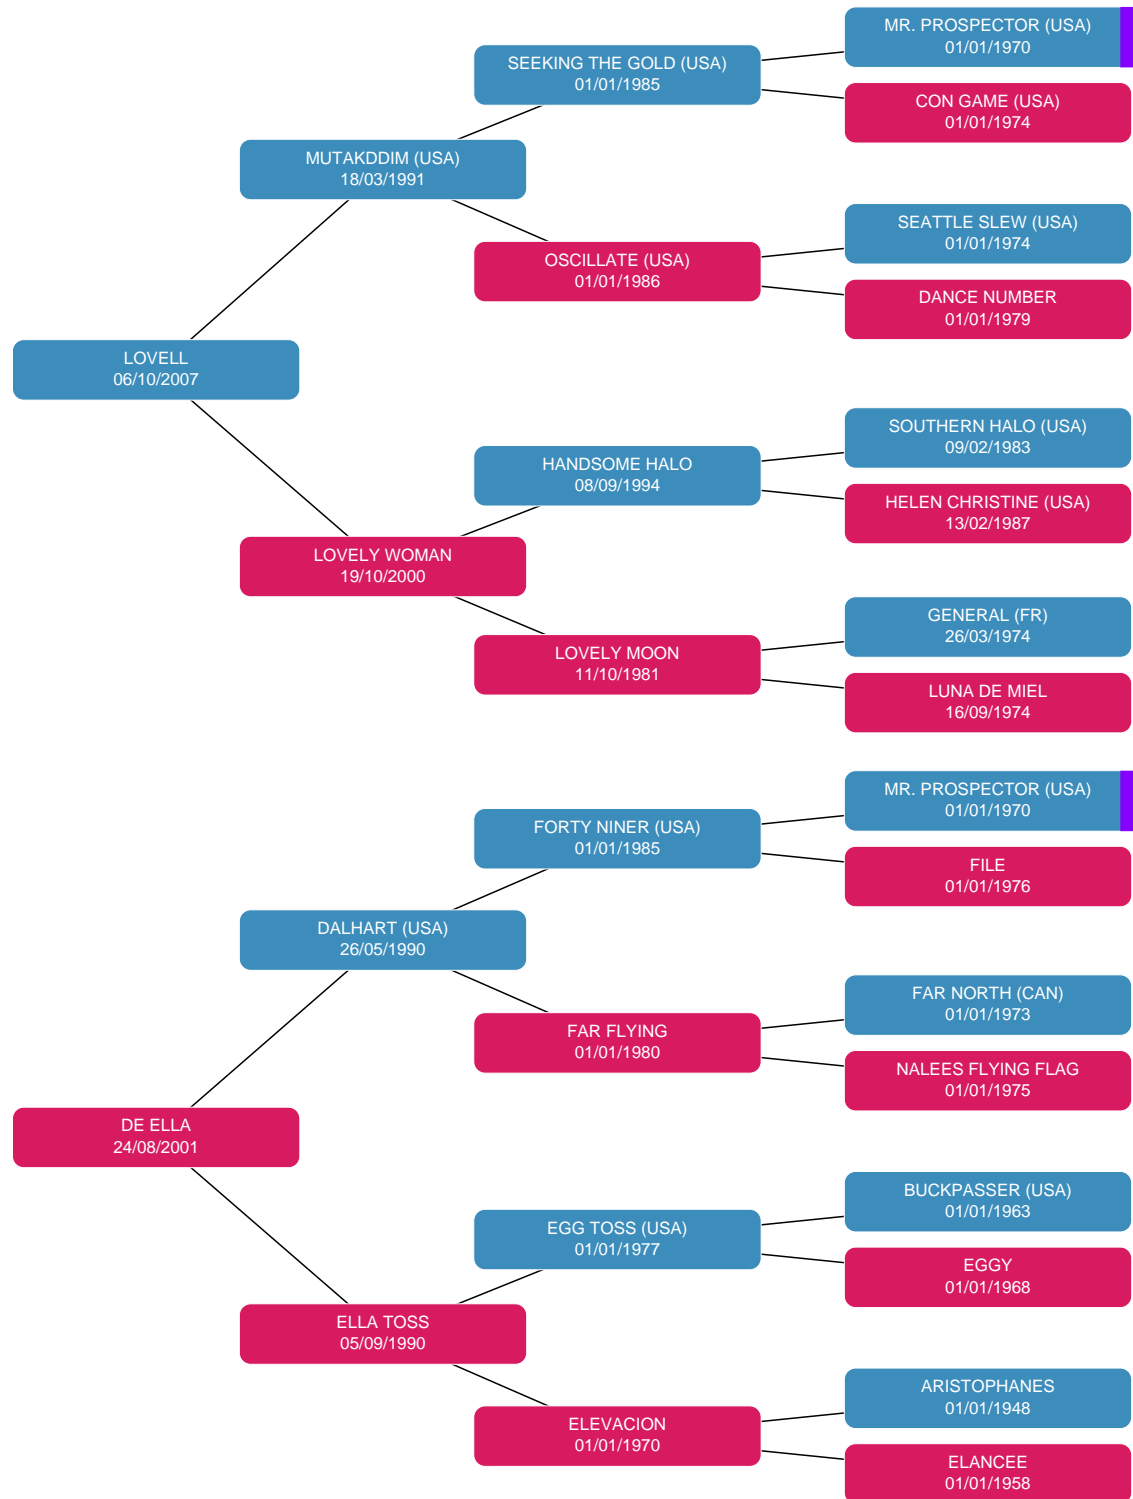 MR. PROSPECTOR (USA)
01/01/1970
SEEKING THE GOLD (USA)
01/01/1985
CON GAME (USA)
01/01/1974
MUTAKDDIM (USA)
18/03/1991
SEATTLE SLEW (USA)
01/01/1974
OSCILLATE (USA)
01/01/1986
DANCE NUMBER
01/01/1979
LOVELL
06/10/2007
SOUTHERN HALO (USA)
09/02/1983
HANDSOME HALO
08/09/1994
HELEN CHRISTINE (USA)
13/02/1987
LOVELY WOMAN
19/10/2000
GENERAL (FR)
26/03/1974
LOVELY MOON
11/10/1981
LUNA DE MIEL
16/09/1974
MR. PROSPECTOR (USA)
01/01/1970
FORTY NINER (USA)
01/01/1985
FILE
01/01/1976
DALHART (USA)
26/05/1990
FAR NORTH (CAN)
01/01/1973
FAR FLYING
01/01/1980
NALEES FLYING FLAG
01/01/1975
DE ELLA
24/08/2001
BUCKPASSER (USA)
01/01/1963
EGG TOSS (USA)
01/01/1977
EGGY
01/01/1968
ELLA TOSS
05/09/1990
ARISTOPHANES
01/01/1948
ELEVACION
01/01/1970
ELANCEE
01/01/1958